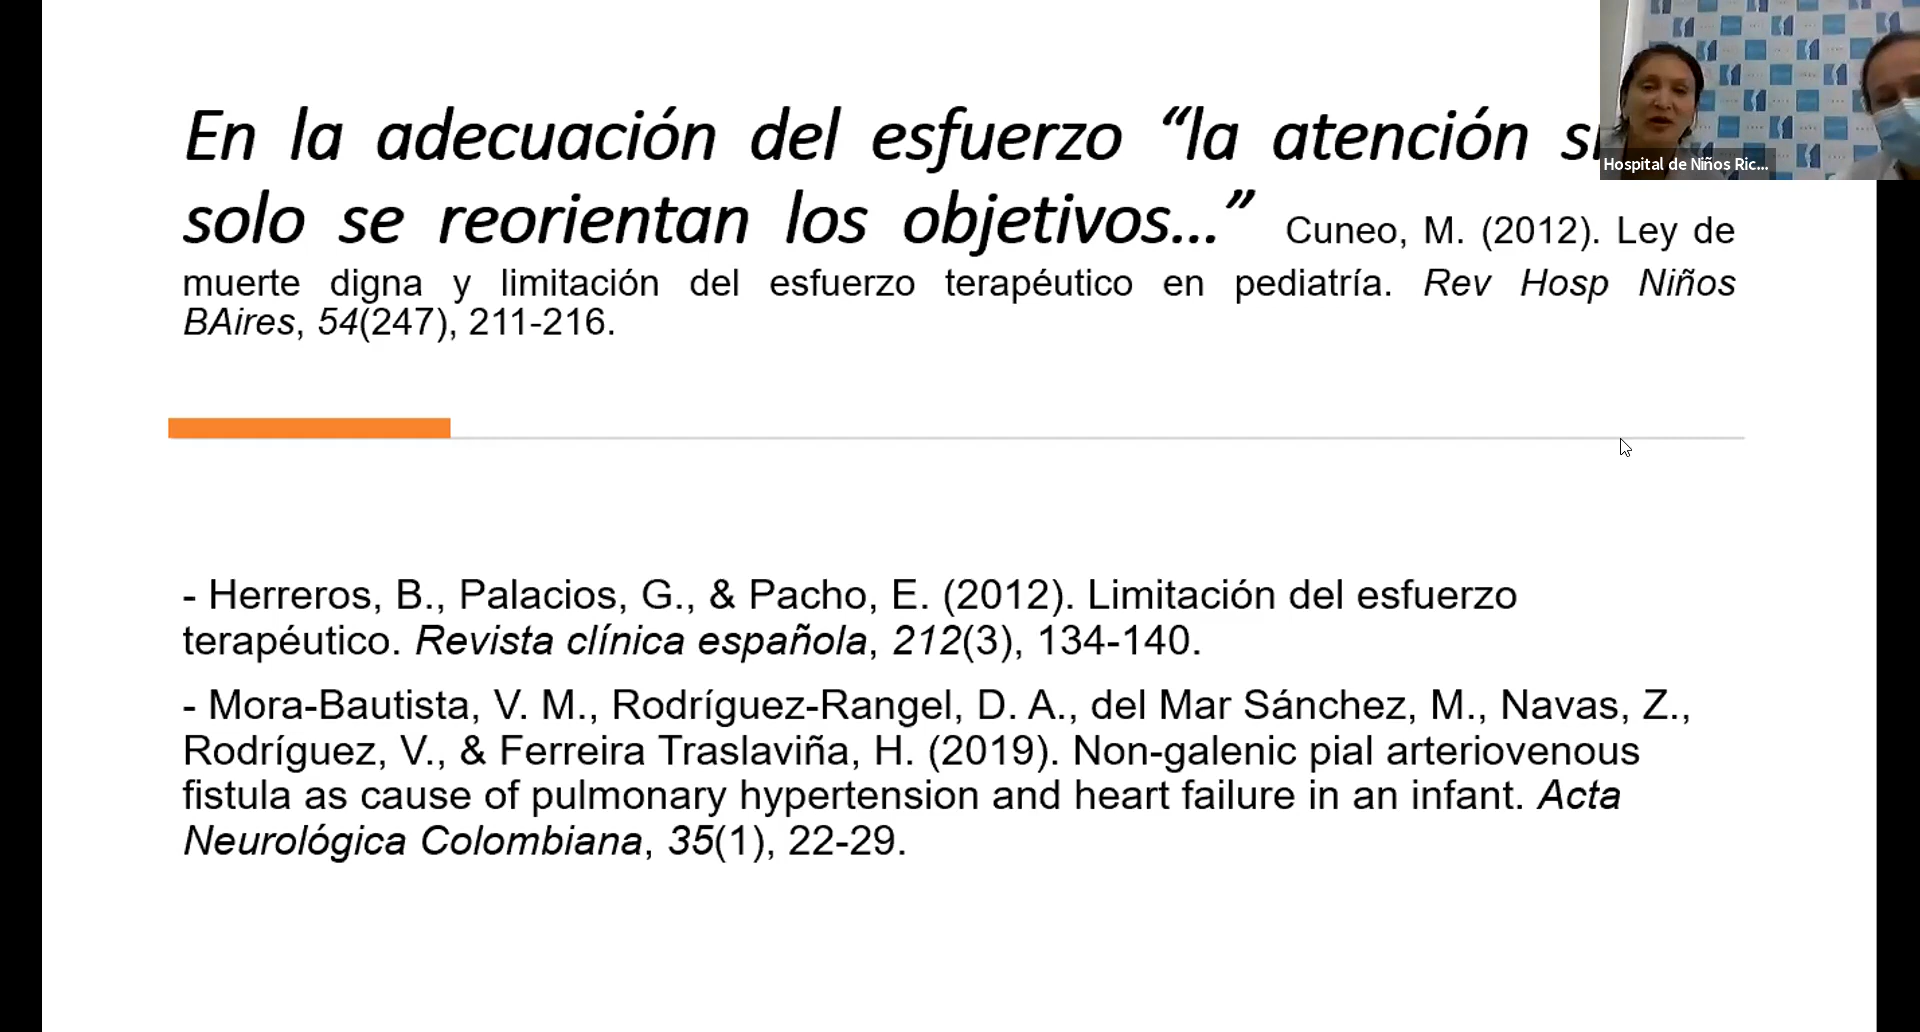 En la adecuación del esfuerzo “la atención
solo se reorientan los objetivos...” Cuneo, M. (2012). Ley de
muerte digna y limitación del esfuerzo terapéutico en pediatría. Rev Hosp Niños
BAires, 54(247), 211-216.
Hospital de Niños Ric...
- Herreros, B., Palacios, G., & Pacho, E. (2012). Limitación del esfuerzo
terapéutico. Revista clínica española, 212(3), 134-140.
- Mora-Bautista, V. M., Rodríguez-Rangel, D. A., del Mar Sánchez, M., Navas, Z.,
Rodríguez, V., & Ferreira Traslaviña, H. (2019). Non-galenic pial arteriovenous
fistula as cause of pulmonary hypertension and heart failure in an infant. Acta
Neurológica Colombiana, 35(1), 22-29.